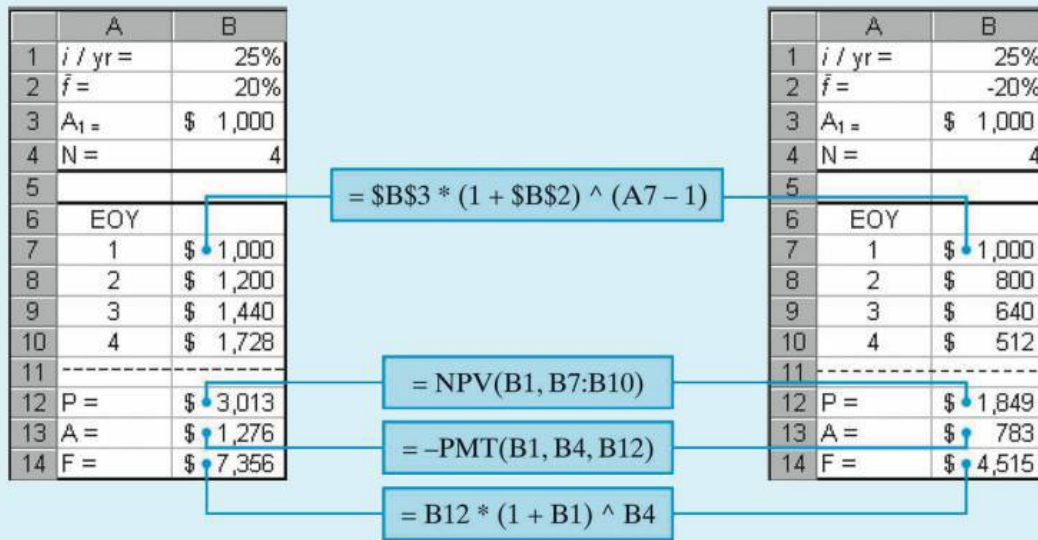 A B
1 i / yr = 25%
2 f̄ = 20%
3 A₁ = $ 1,000
4 N = 4
5
6 EOY
7 1 $ 1,000
8 2 $ 1,200
9 3 $ 1,440
10 4 $ 1,728
11 ----------------
12 P = $ 3,013
13 A = $ 1,276
14 F = $ 7,356
= $B$3 * (1 + $B$2) ^ (A7 – 1)
= NPV(B1, B7:B10)
= –PMT(B1, B4, B12)
= B12 * (1 + B1) ^ B4
A B
1 i / yr = 25%
2 f̄ = -20%
3 A₁ = $ 1,000
4 N = 4
5
6 EOY
7 1 $ 1,000
8 2 $ 800
9 3 $ 640
10 4 $ 512
11 ----------------
12 P = $ 1,849
13 A = $ 783
14 F = $ 4,515